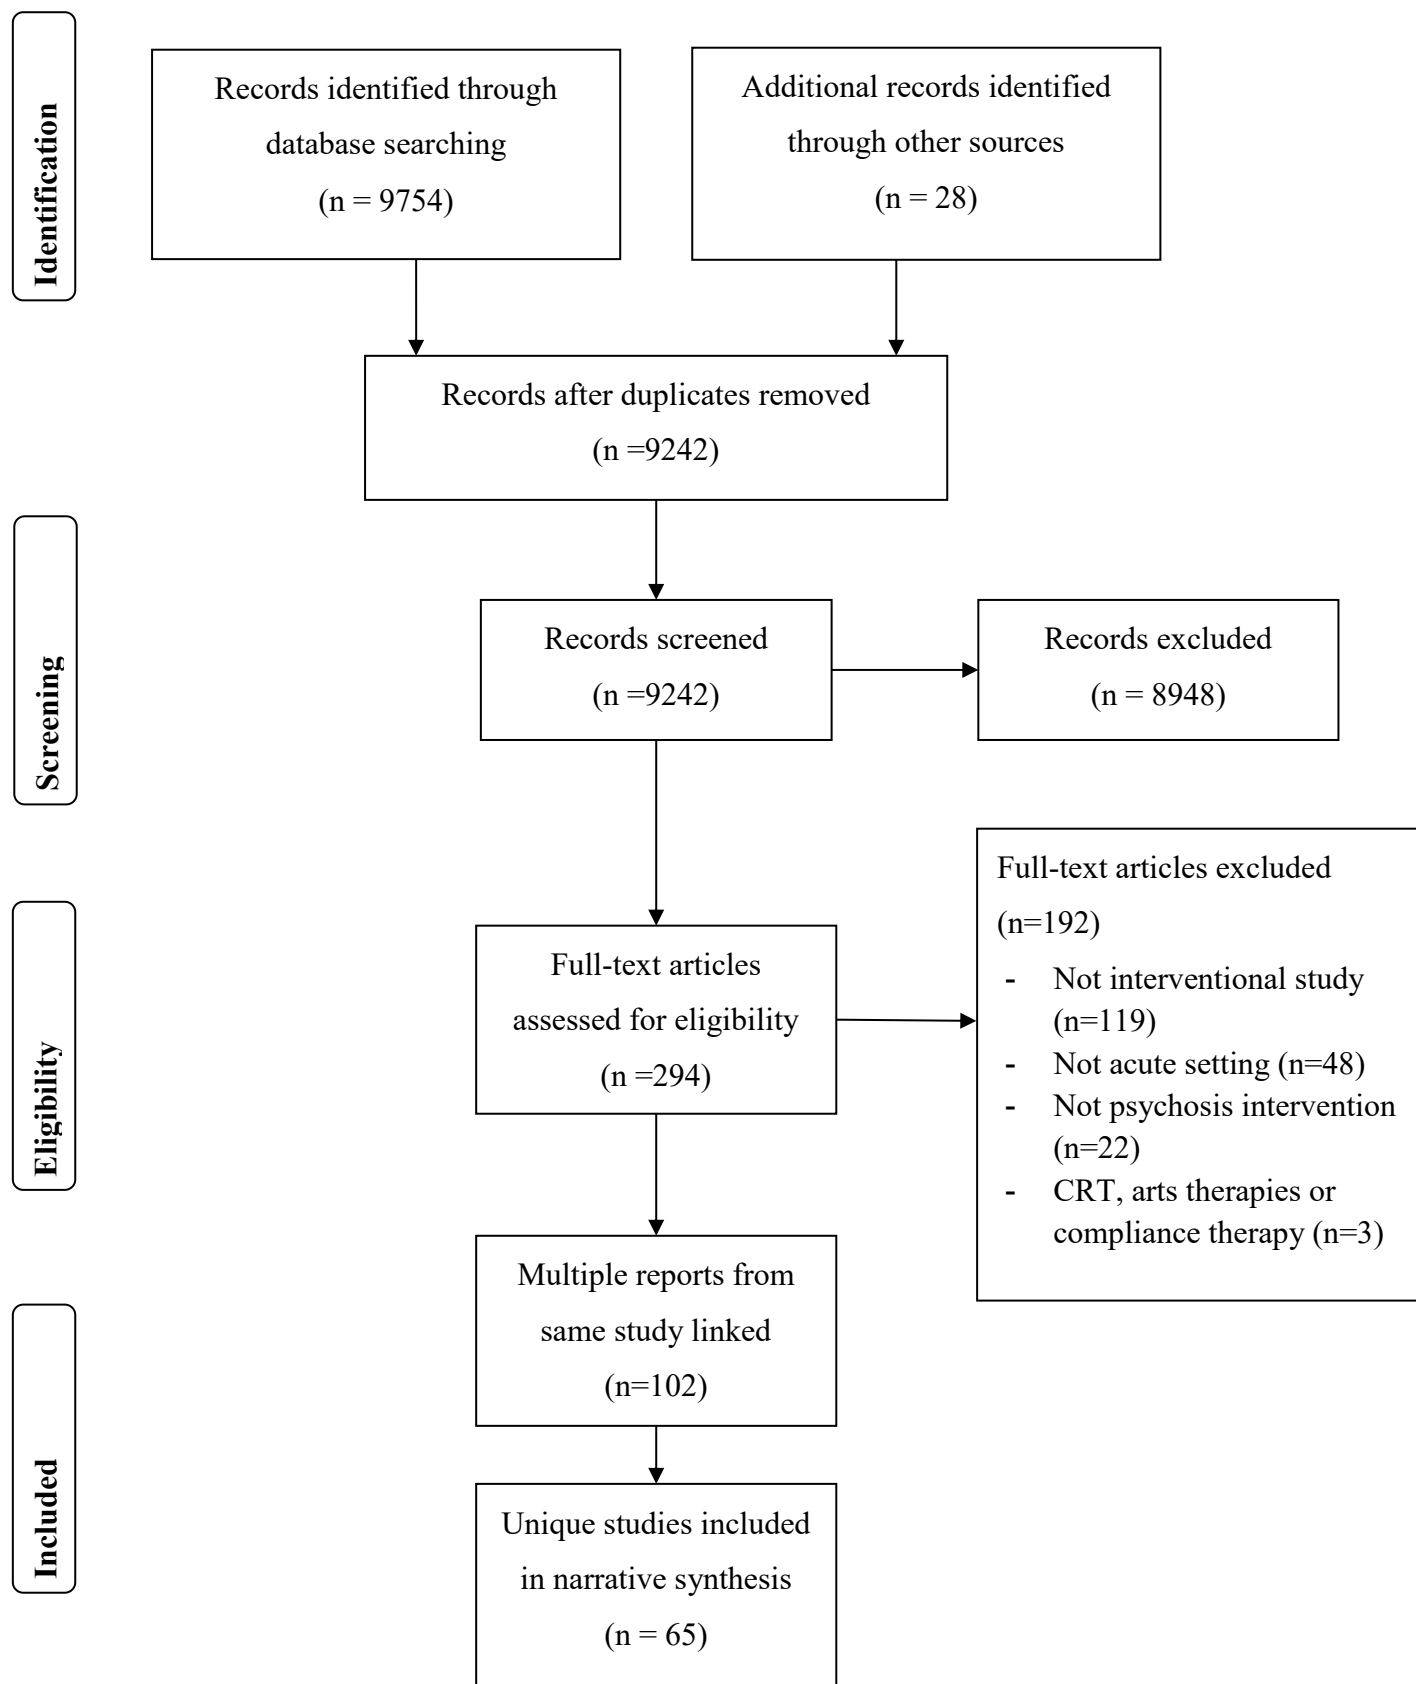 Identification
Records identified through
database searching
(n = 9754)
Additional records identified
through other sources
(n = 28)
Records after duplicates removed
(n =9242)
Screening
Records screened
(n =9242)
Records excluded
(n = 8948)
Eligibility
Full-text articles
assessed for eligibility
(n =294)
Full-text articles excluded
(n=192)
- Not interventional study
(n=119)
- Not acute setting (n=48)
- Not psychosis intervention
(n=22)
- CRT, arts therapies or
compliance therapy (n=3)
Multiple reports from
same study linked
(n=102)
Included
Unique studies included
in narrative synthesis
(n = 65)